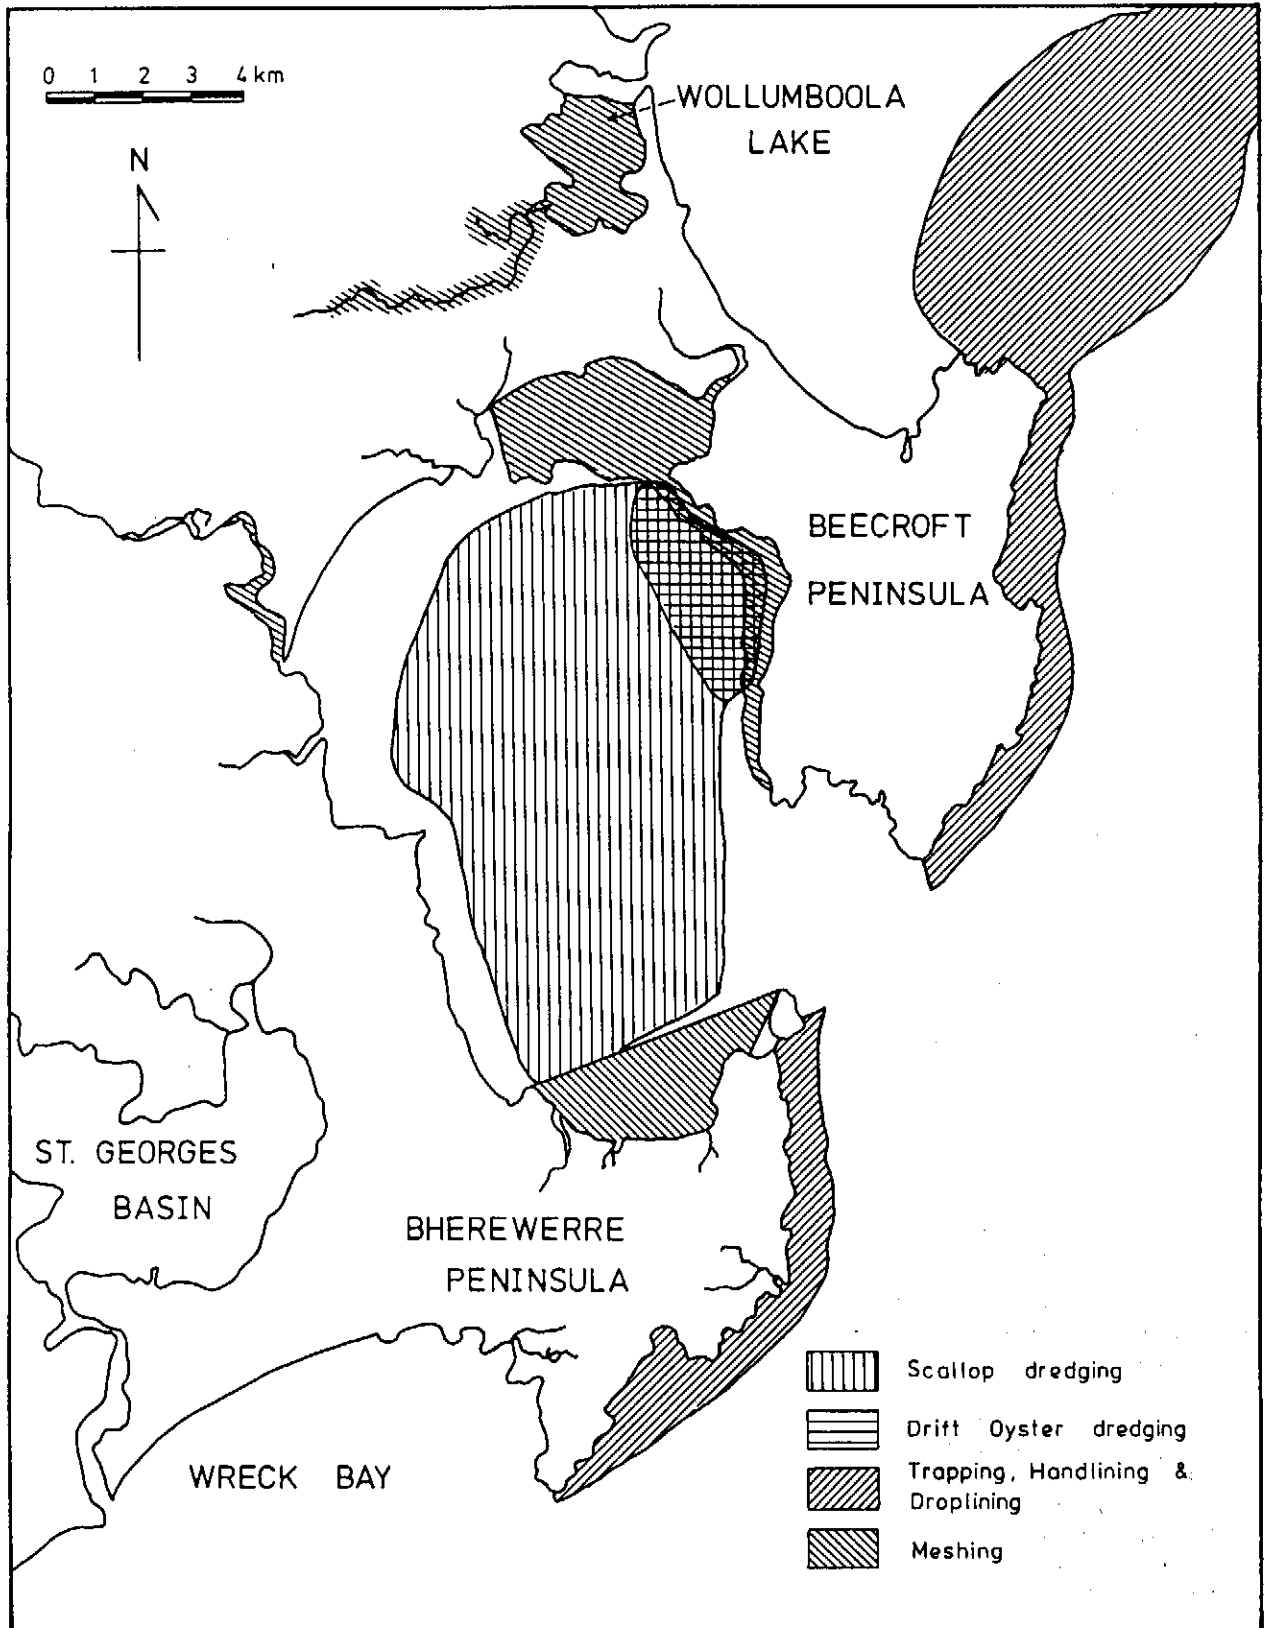 0 1 2 3 4 km
N
WOLLUMBOOLA
LAKE
BEECROFT
PENINSULA
ST. GEORGES
BASIN
BHEREWERRE
PENINSULA
WRECK BAY
Scallop dredging
Drift Oyster dredging
Trapping, Handlining &
Droplining
Meshing